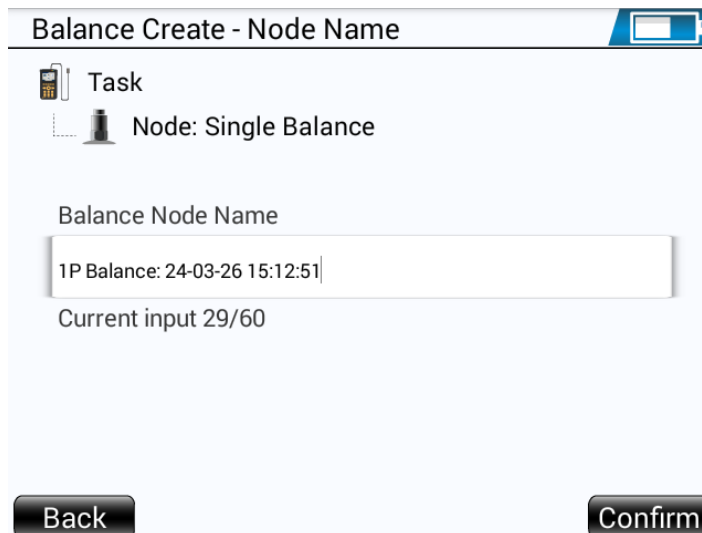 Balance Create - Node Name
Task
Node: Single Balance
Balance Node Name
1P Balance: 24-03-26 15:12:51
Current input 29/60
Back
Confirm